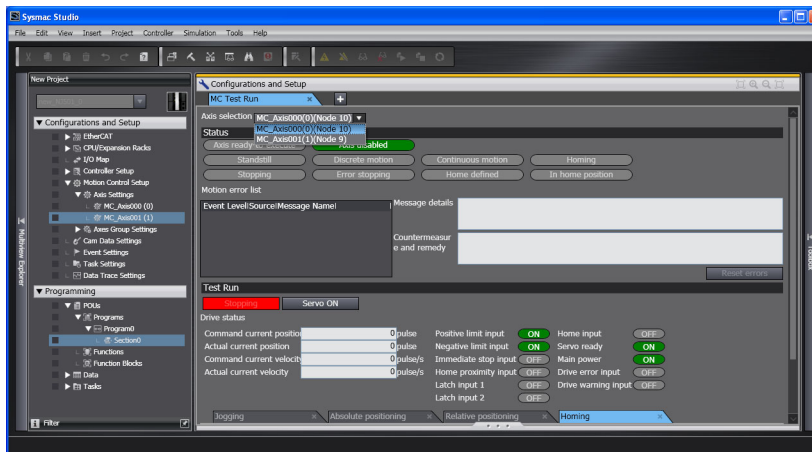 Sysmac Studio
File Edit View Insert Project Controller Simulation Tools Help
New Project
Configurations and Setup
EtherCAT
CPU/Expansion Racks
I/O Map
Controller Setup
Motion Control Setup
Axis Settings
MC_Axis000 (0)
MC_Axis001 (1)
Axes Group Settings
Cam Data Settings
Event Settings
Task Settings
Data Trace Settings
Programming
POUs
Programs
Program0
Section0
Functions
Function Blocks
Data
Tasks
Filter
Multiview Explorer
Configurations and Setup
MC Test Run
Axis selection MC_Axis000(0)(Node 10)
MC_Axis000(0)(Node 10)
MC_Axis001(1)(Node 9)
Status
Axis disabled
Standstill Discrete motion Continuous motion Homing
Stopping Error stopping Home defined In home position
Motion error list
Event Level Source Message Name
Message details
Countermeasur
e and remedy
Reset errors
Test Run
Stopping Servo ON
Drive status
Command current position 0 pulse Positive limit input ON Home input OFF
Actual current position 0 pulse Negative limit input ON Servo ready ON
Command current velocity 0 pulse/s Immediate stop input OFF Main power ON
Actual current velocity 0 pulse/s Home proximity input OFF Drive error input OFF
Latch input 1 OFF Drive warning input OFF
Latch input 2 OFF
Jogging Absolute positioning Relative positioning Homing
Toolbox